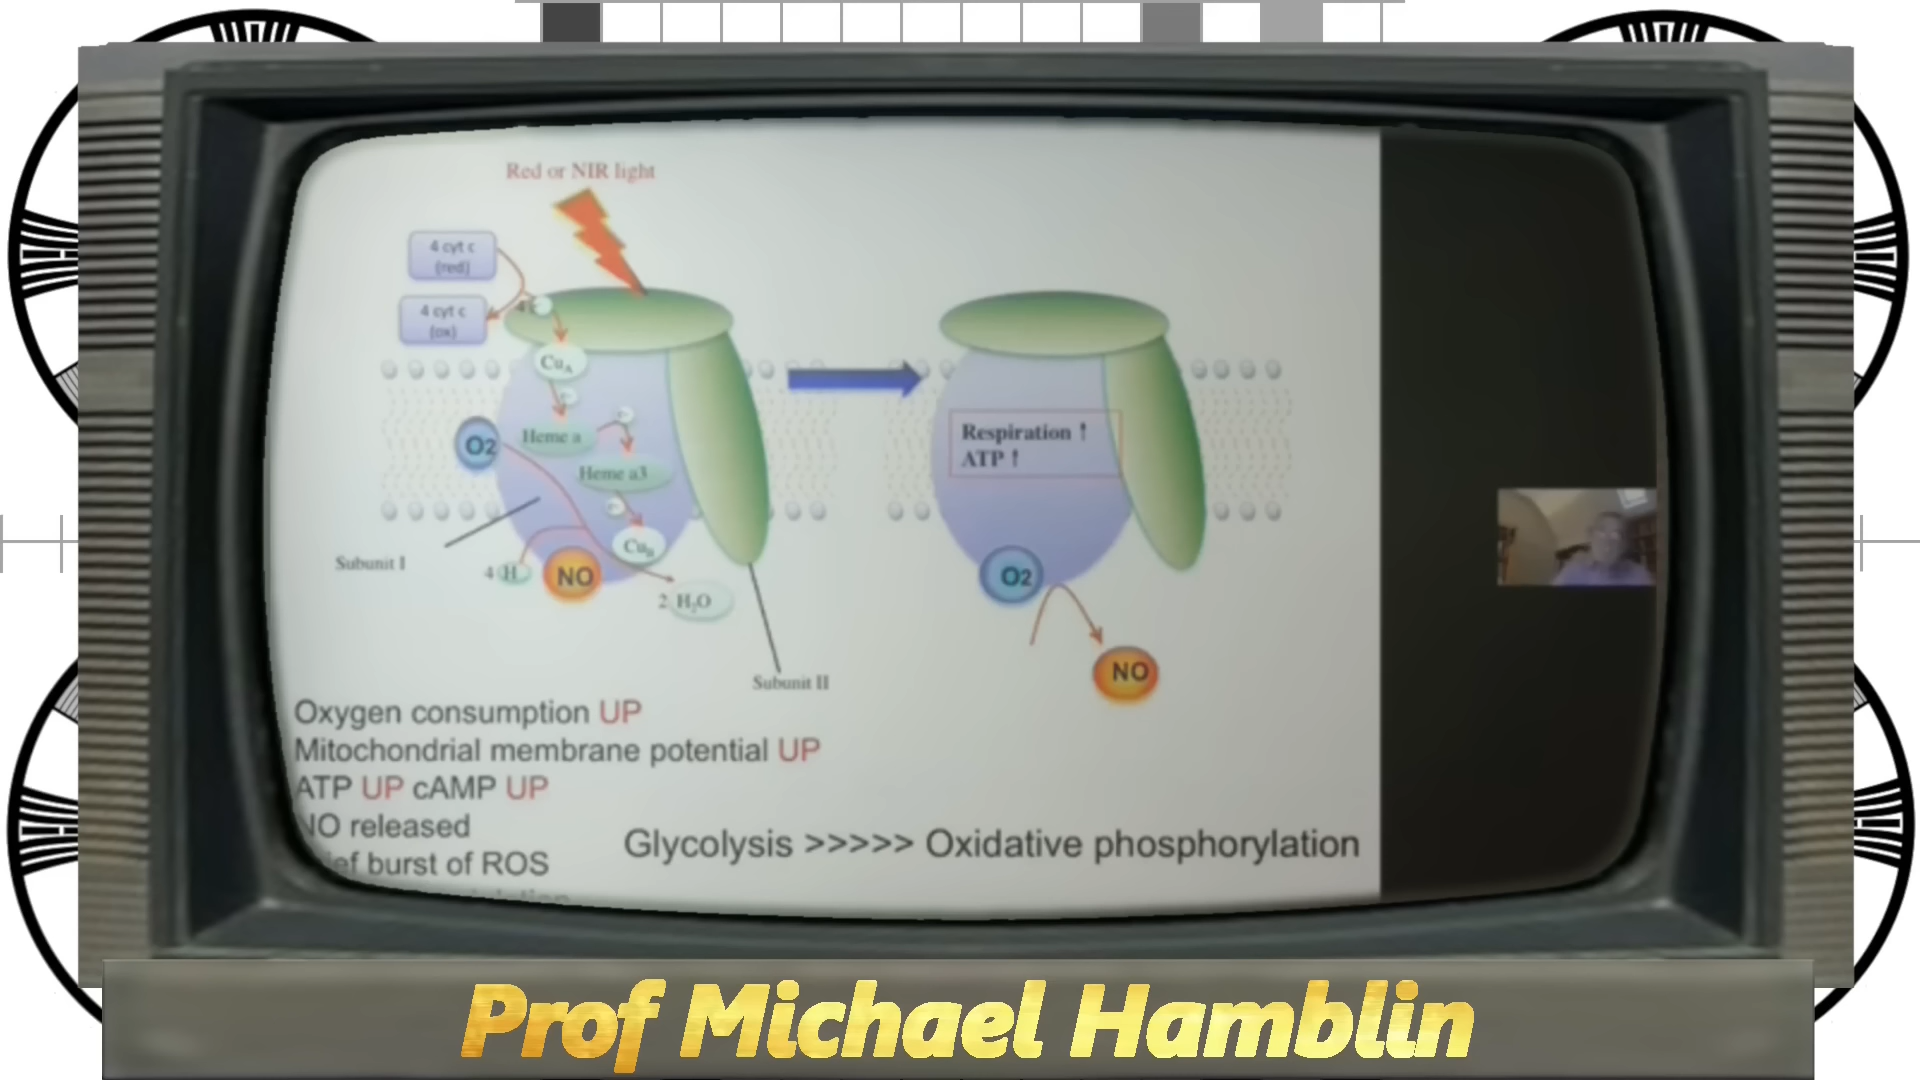 Red or NIR light
4 cyt c
(red)
4 cyt c
(ox)
CuA
O2
Heme a
Heme a3
CuB
Subunit I
4 H
NO
2 H2O
Subunit II
Respiration ↑
ATP ↑
O2
NO
Oxygen consumption UP
Mitochondrial membrane potential UP
ATP UP cAMP UP
NO released
burst of ROS
Glycolysis >>>>> Oxidative phosphorylation
Prof Michael Hamblin